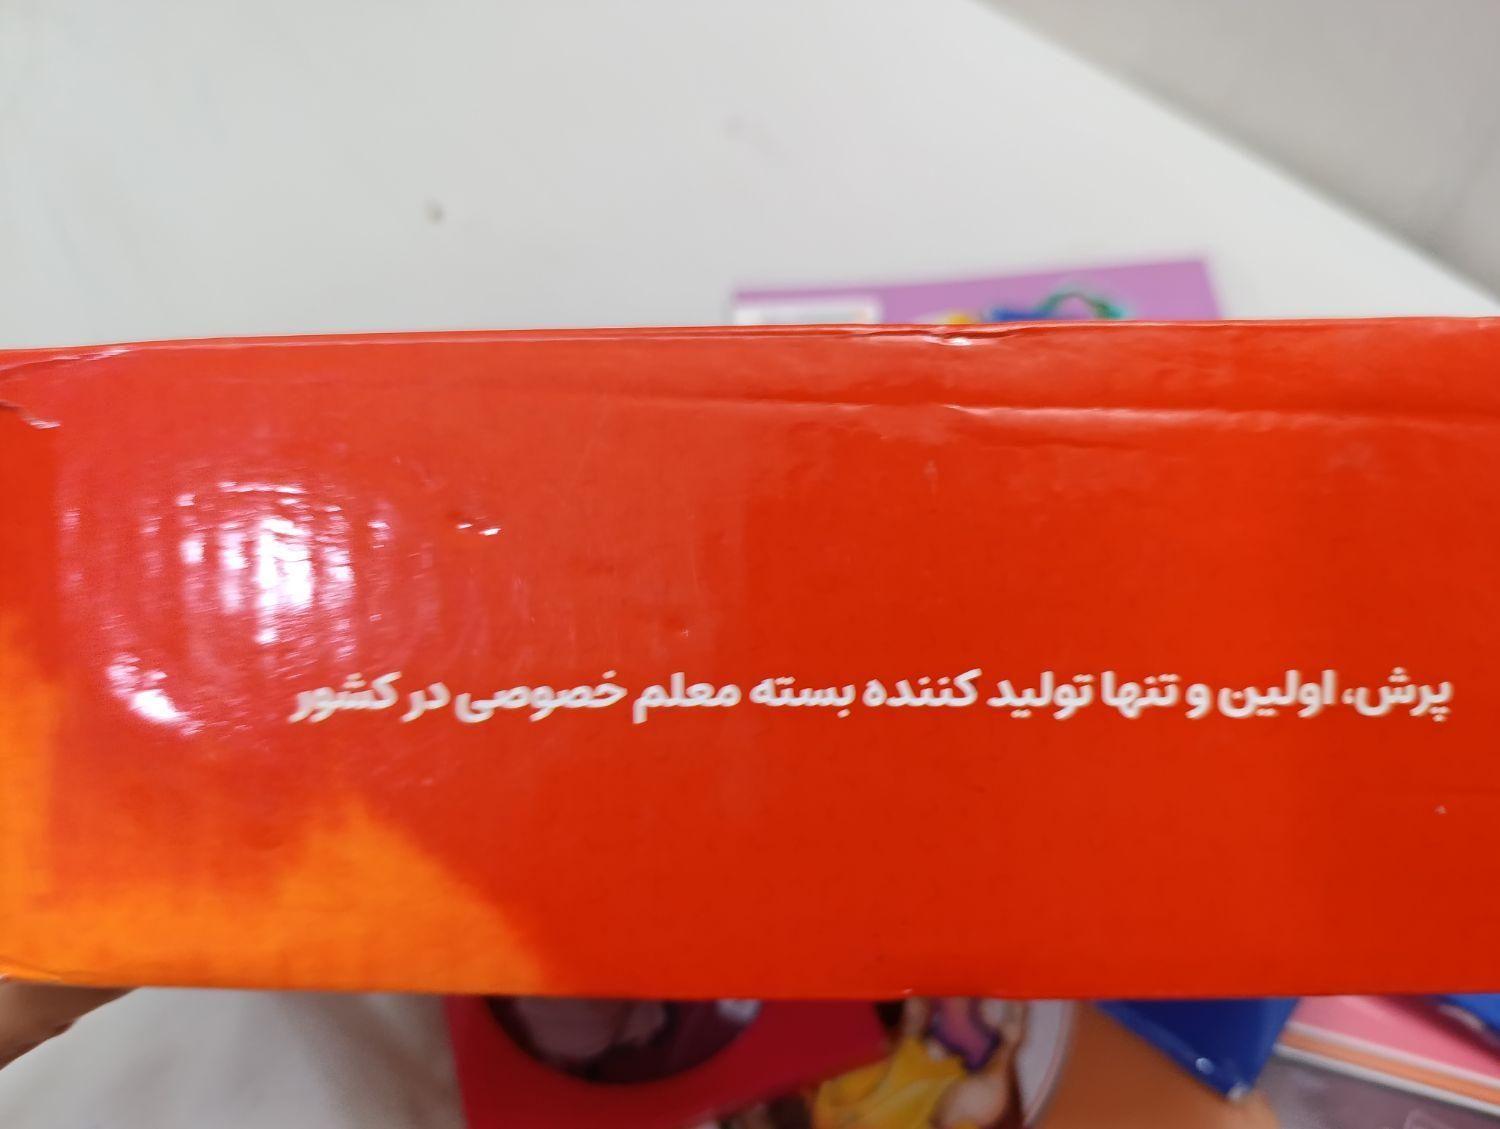 پرش، اولین و تنها تولید کننده بسته معلم خصوصی در کشور